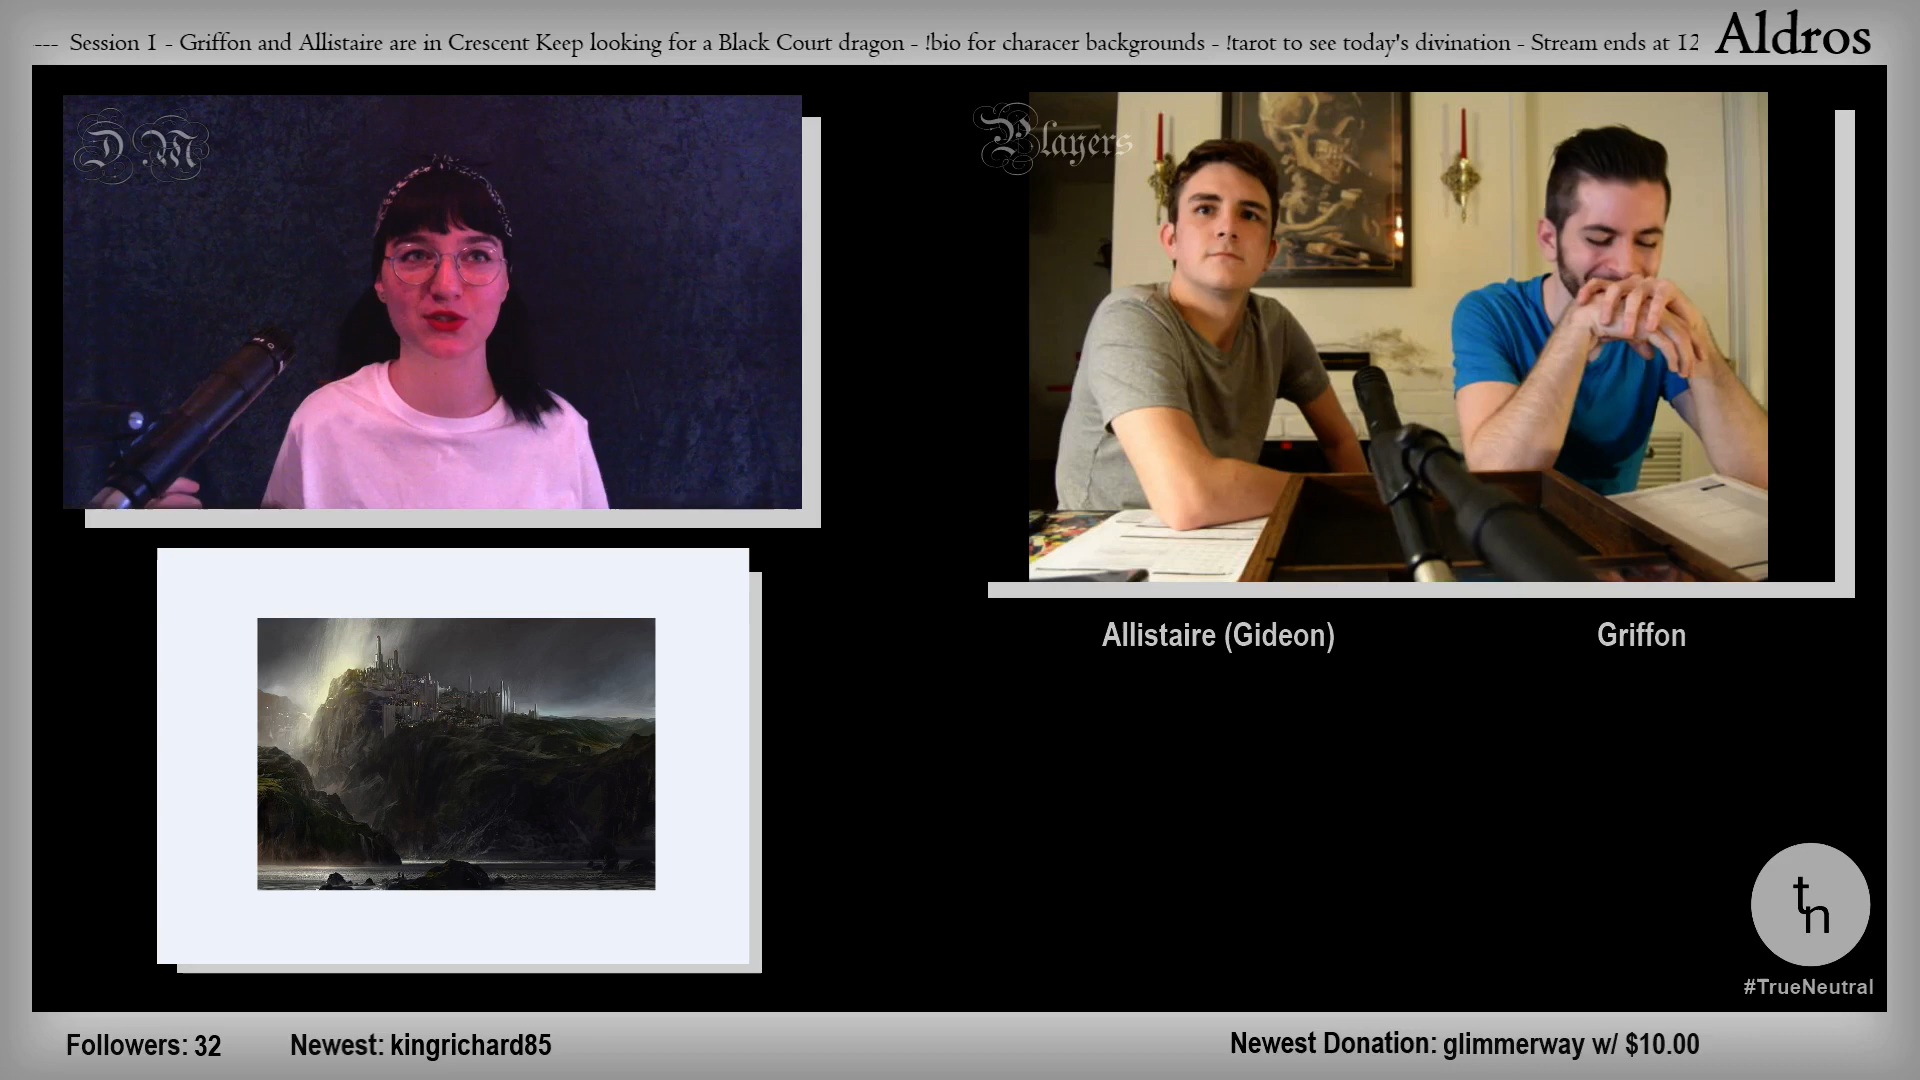 --- Session 1 - Griffon and Allistaire are in Crescent Keep looking for a Black Court dragon - !bio for characer backgrounds - !tarot to see today's divination - Stream ends at 12
Aldros
DM
Players
Allistaire (Gideon)
Griffon
tn
#TrueNeutral
Followers: 32
Newest: kingrichard85
Newest Donation: glimmerway w/ $10.00